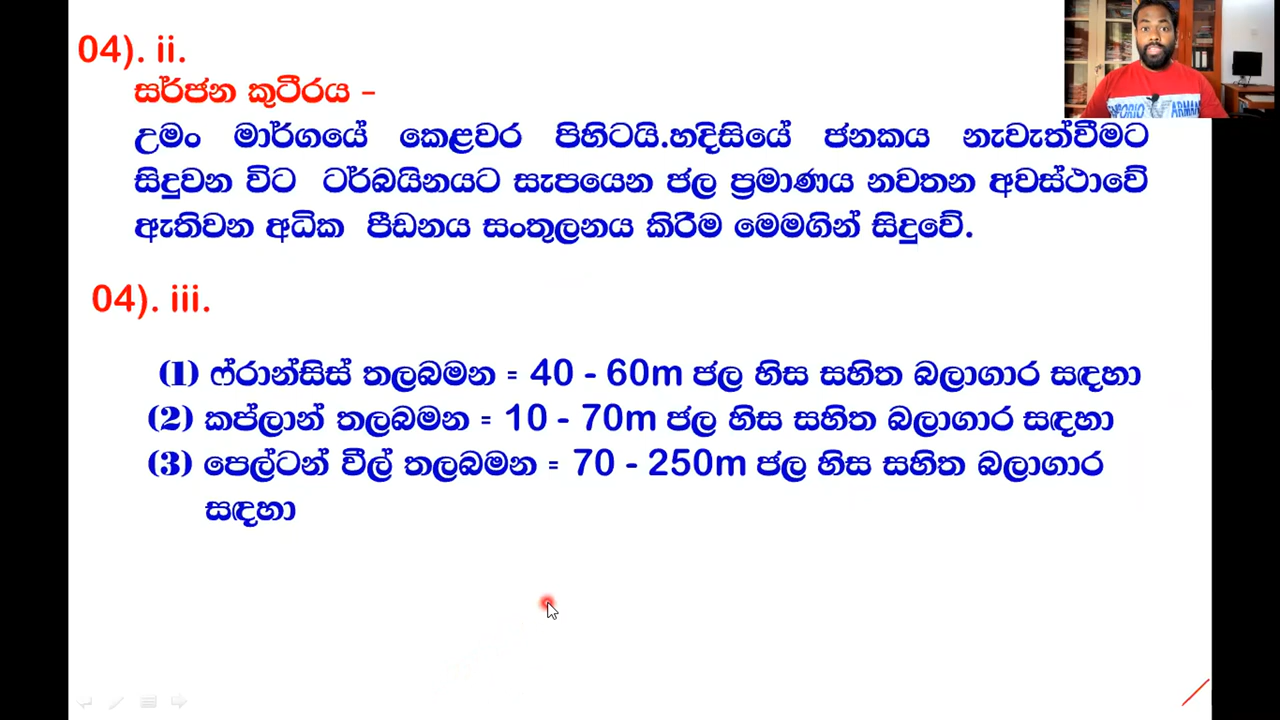 04). ii.
සර්ජන කුටීරය –
උමං මාර්ගයේ කෙළවර පිහිටයි.හදිසියේ ජනකය නැවැත්වීමට
සිදුවන විට ටර්බයිනයට සැපයෙන ජල ප්‍රමාණය නවතන අවස්ථාවේ
ඇතිවන අධික පීඩනය සංතුලනය කිරීම මෙමගින් සිදුවේ.
04). iii.
(1) ෆ්රාන්සිස් තලබමන = 40 - 60m ජල හිස සහිත බලාගාර සඳහා
(2) කප්ලාන් තලබමන = 10 - 70m ජල හිස සහිත බලාගාර සඳහා
(3) පෙල්ටන් වීල් තලබමන = 70 - 250m ජල හිස සහිත බලාගාර
සඳහා
EMPORIO ARMANI